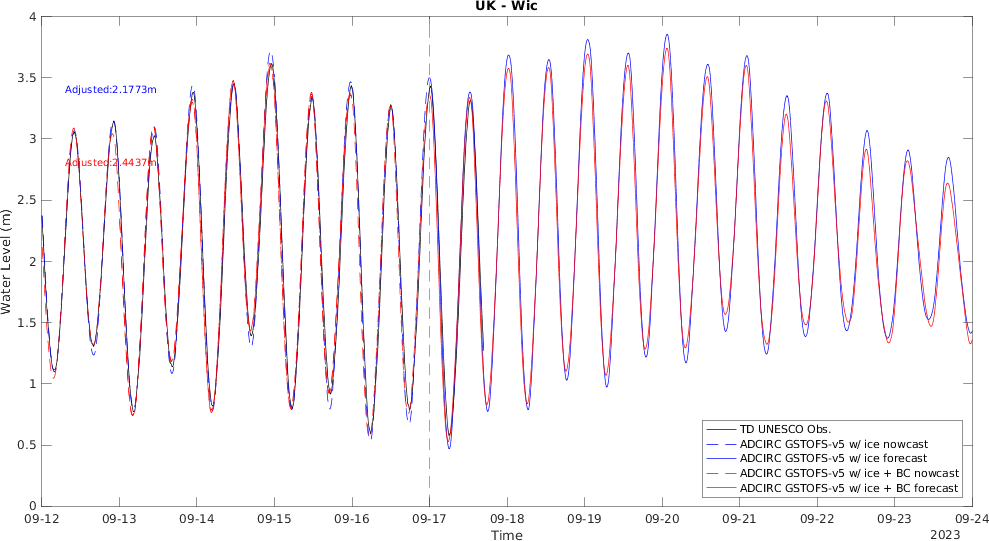 UK - Wic
4
3.5
3
2.5
2
1.5
1
0.5
0
Water Level (m)
Adjusted:2.1773m
Adjusted:2.4437m
TD UNESCO Obs.
ADCIRC GSTOFS-v5 w/ ice nowcast
ADCIRC GSTOFS-v5 w/ ice forecast
ADCIRC GSTOFS-v5 w/ ice + BC nowcast
ADCIRC GSTOFS-v5 w/ ice + BC forecast
09-12 09-13 09-14 09-15 09-16 09-17 09-18 09-19 09-20 09-21 09-22 09-23 09-24
Time
2023